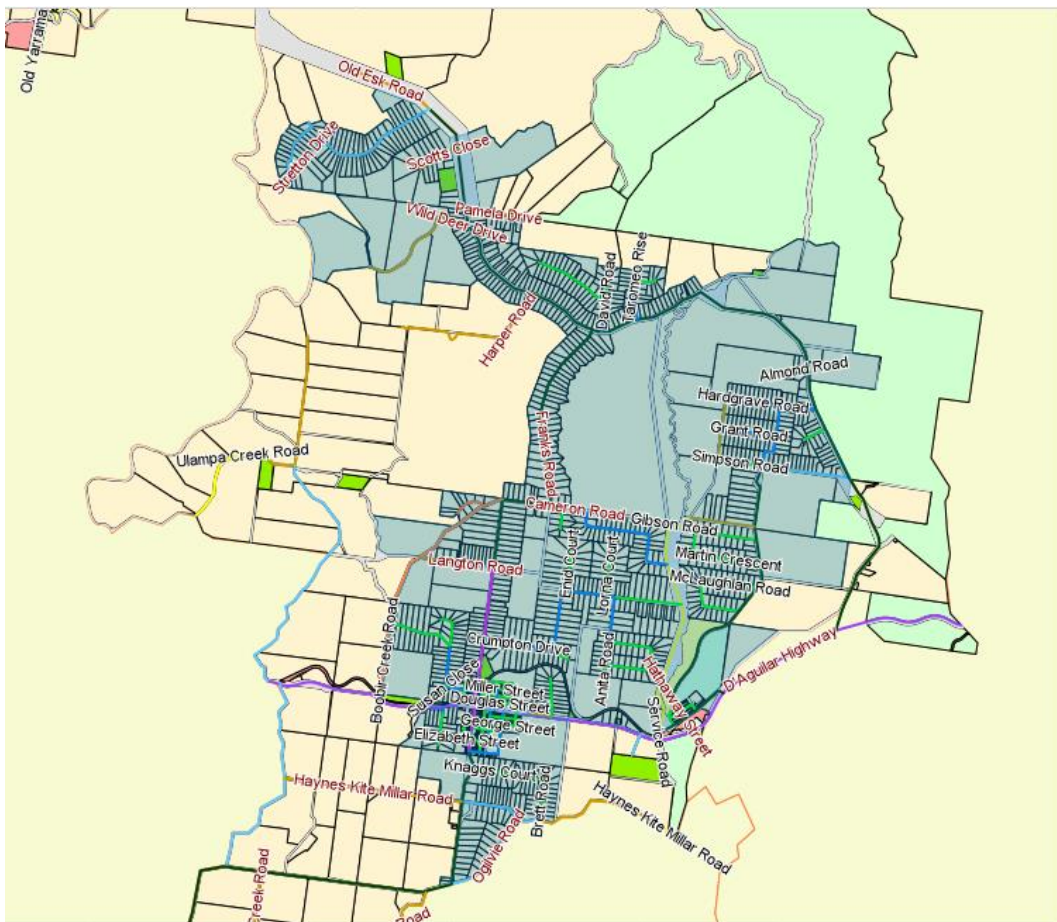 Old Yarrama
Old Esk Road
Scotts Close
Stretton Drive
Pamela Drive
Wild Deer Drive
David Road
Taromeo Rise
Harper Road
Almond Road
Hardgrave Road
Grant Road
Franks Road
Simpson Road
Ulampa Creek Road
Cameron Road
Gibson Road
Martin Crescent
Enid Court
Lorna Court
Langton Road
McLaughlan Road
Boobir Creek Road
Crumpton Drive
Anita Road
Hathaway Street
D'Aguilar Highway
Susan Close
Miller Street
Douglas Street
George Street
Elizabeth Street
Service Road
Knaggs Court
Haynes Kite Millar Road
Brett Road
Haynes Kite Millar Road
Ogilvie Road
Creek Road
Road